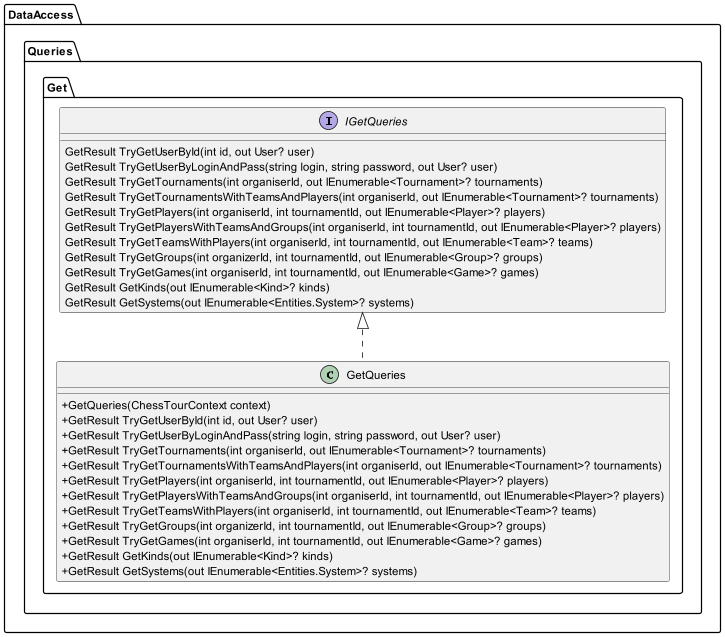 DataAccess
Queries
Get
I IGetQueries
GetResult TryGetUserById(int id, out User? user)
GetResult TryGetUserByLoginAndPass(string login, string password, out User? user)
GetResult TryGetTournaments(int organiserId, out IEnumerable<Tournament>? tournaments)
GetResult TryGetTournamentsWithTeamsAndPlayers(int organiserId, out IEnumerable<Tournament>? tournaments)
GetResult TryGetPlayers(int organiserId, int tournamentId, out IEnumerable<Player>? players)
GetResult TryGetPlayersWithTeamsAndGroups(int organiserId, int tournamentId, out IEnumerable<Player>? players)
GetResult TryGetTeamsWithPlayers(int organiserId, int tournamentId, out IEnumerable<Team>? teams)
GetResult TryGetGroups(int organizerId, int tournamentId, out IEnumerable<Group>? groups)
GetResult TryGetGames(int organiserId, int tournamentId, out IEnumerable<Game>? games)
GetResult GetKinds(out IEnumerable<Kind>? kinds)
GetResult GetSystems(out IEnumerable<Entities.System>? systems)
C GetQueries
+GetQueries(ChessTourContext context)
+GetResult TryGetUserById(int id, out User? user)
+GetResult TryGetUserByLoginAndPass(string login, string password, out User? user)
+GetResult TryGetTournaments(int organiserId, out IEnumerable<Tournament>? tournaments)
+GetResult TryGetTournamentsWithTeamsAndPlayers(int organiserId, out IEnumerable<Tournament>? tournaments)
+GetResult TryGetPlayers(int organiserId, int tournamentId, out IEnumerable<Player>? players)
+GetResult TryGetPlayersWithTeamsAndGroups(int organiserId, int tournamentId, out IEnumerable<Player>? players)
+GetResult TryGetTeamsWithPlayers(int organiserId, int tournamentId, out IEnumerable<Team>? teams)
+GetResult TryGetGroups(int organizerId, int tournamentId, out IEnumerable<Group>? groups)
+GetResult TryGetGames(int organiserId, int tournamentId, out IEnumerable<Game>? games)
+GetResult GetKinds(out IEnumerable<Kind>? kinds)
+GetResult GetSystems(out IEnumerable<Entities.System>? systems)